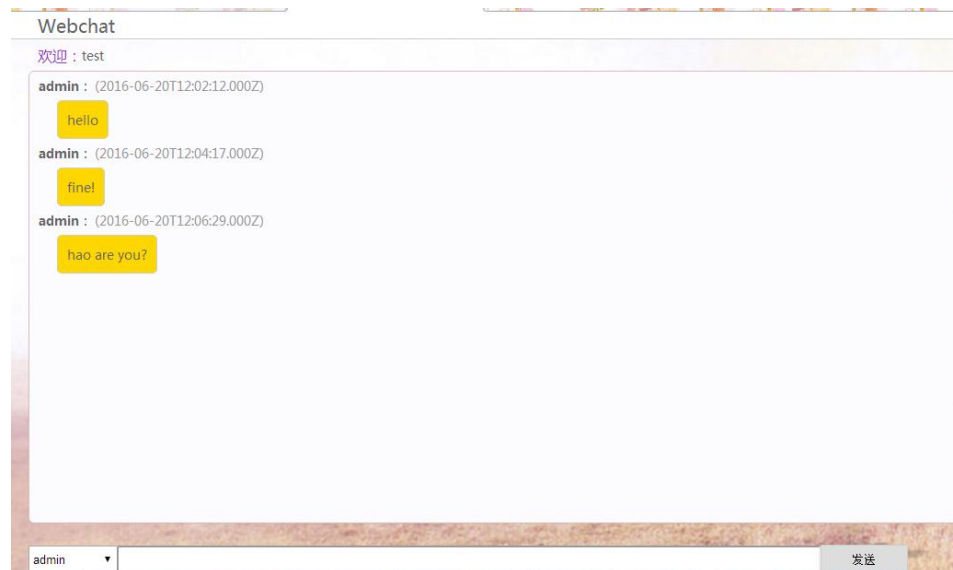 Webchat
欢迎：test
admin： (2016-06-20T12:02:12.000Z)
hello
admin： (2016-06-20T12:04:17.000Z)
fine!
admin： (2016-06-20T12:06:29.000Z)
hao are you?
admin 发送